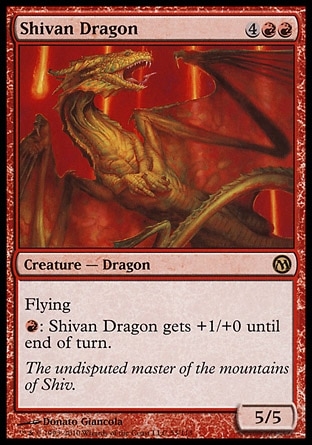 Shivan Dragon 4
Creature — Dragon
Flying
: Shivan Dragon gets +1/+0 until
end of turn.
The undisputed master of the mountains
of Shiv.
Donato Giancola
5/5